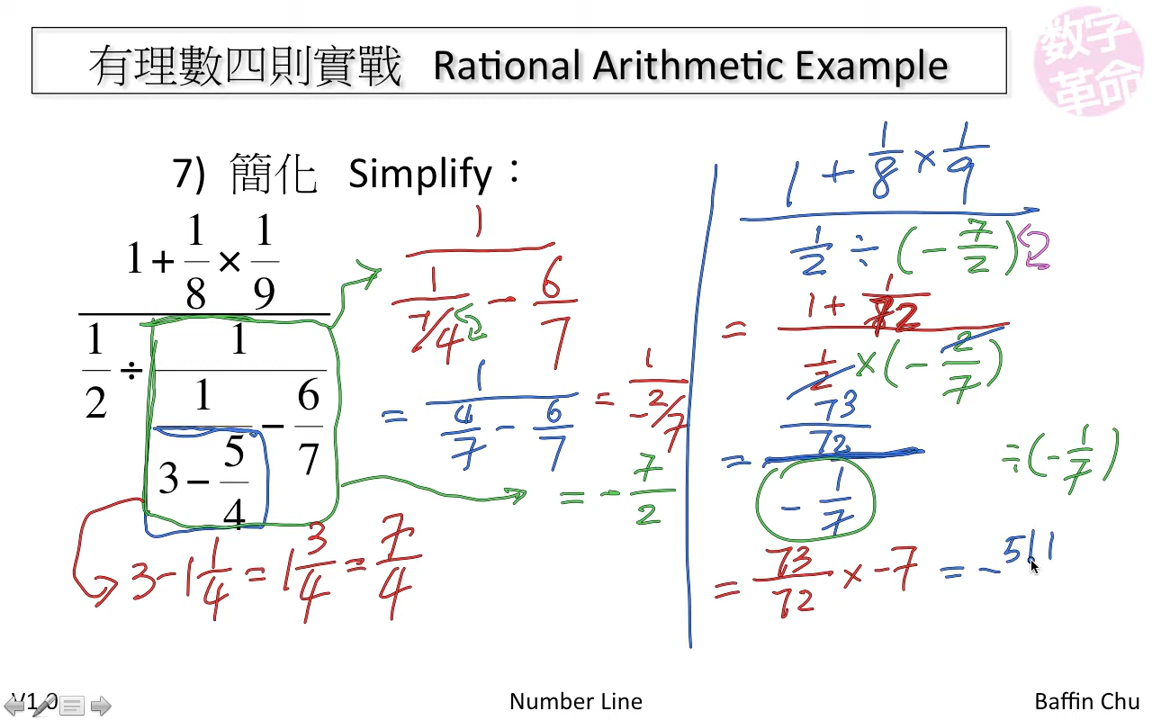 有理數四則實戰 Rational Arithmetic Example
数字
革命
7) 簡化 Simplify：
1 + 1/8 × 1/9
1/2 ÷ 1
1
3 − 5/4
− 6/7
3 − 1 1/4 = 1 3/4 = 7/4
1
1
7/4
− 6/7
= 1
4/7 − 6/7
= 1
−2/7
= − 7/2
1 + 1/8 × 1/9
1/2 ÷ (− 7/2)
= 1 + 1/72
1/2 × (− 2/7)
= 73/72
− 1/7
÷ (− 1/7)
= 73/72 × −7 = − 511
V1.0
Number Line
Baffin Chu